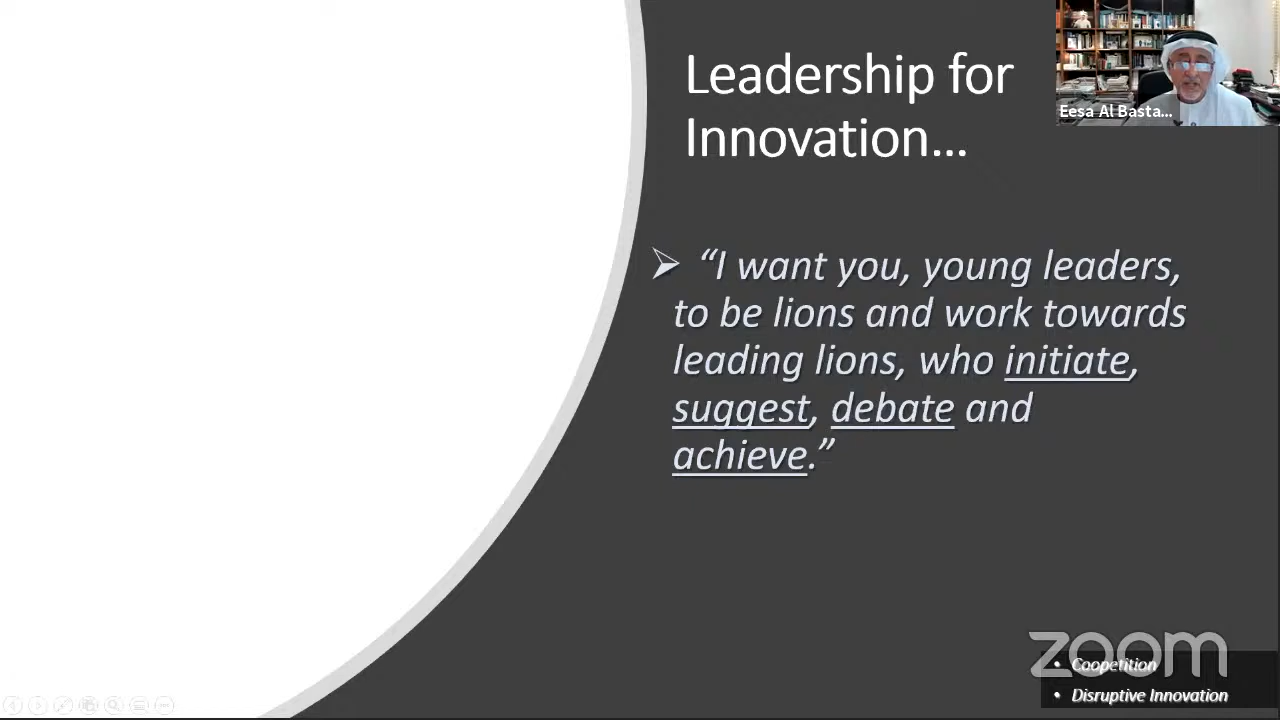 Leadership for
Innovation...
Eesa Al Basta...
➢ “I want you, young leaders,
to be lions and work towards
leading lions, who initiate,
suggest, debate and
achieve.”
zoom
• Coopetition
• Disruptive Innovation